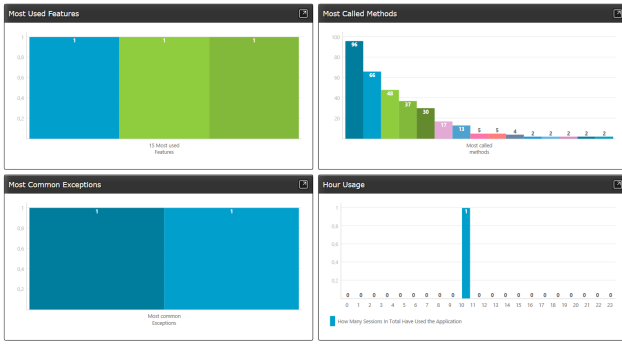 Most Used Features
1
0,8
0,6
0,4
0,2
1 1 1
15 Most used
Features
Most Called Methods
100
80
60
40
20
96 66 48 37 30 17 13 5 5 4 2 2 2 2 2
Most called
methods
Most Common Exceptions
1
0,8
0,6
0,4
0,2
1 1
Most common
Exceptions
Hour Usage
1
0,8
0,6
0,4
0,2
0 0 0 0 0 0 0 0 0 0 1 0 0 0 0 0 0 0 0 0 0 0 0
0 1 2 3 4 5 6 7 8 9 10 11 12 13 14 15 16 17 18 19 20 21 22 23
How Many Sessions In Total Have Used the Application